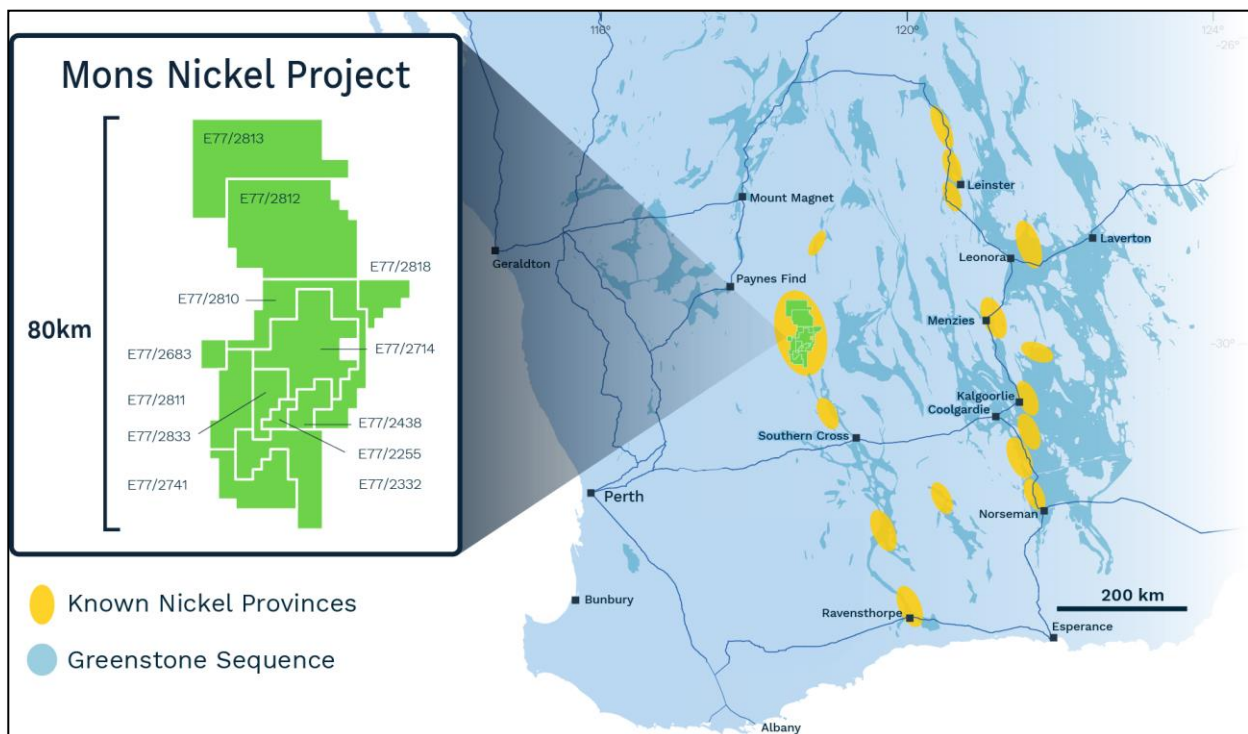 Mons Nickel Project
80km
E77/2813
E77/2812
E77/2818
E77/2810
E77/2683
E77/2714
E77/2811
E77/2833
E77/2438
E77/2255
E77/2741
E77/2332
Known Nickel Provinces
Greenstone Sequence
116°
120°
124°
-26°
Leinster
Mount Magnet
Laverton
Geraldton
Leonora
Paynes Find
Menzies
-30°
Kalgoorlie
Coolgardie
Southern Cross
Perth
Norseman
Bunbury
200 km
Ravensthorpe
Esperance
Albany